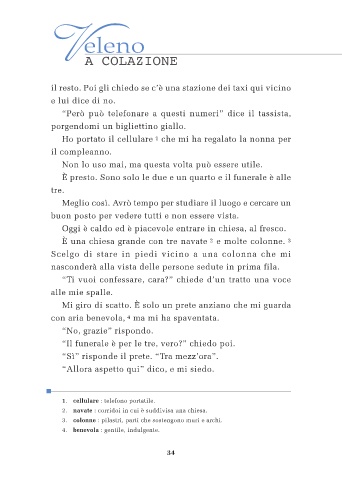 Veleno
A COLAZIONE
il resto. Poi gli chiedo se c'è una stazione dei taxi qui vicino
e lui dice di no.
“Però può telefonare a questi numeri” dice il tassista,
porgendomi un bigliettino giallo.
Ho portato il cellulare 1 che mi ha regalato la nonna per
il compleanno.
Non lo uso mai, ma questa volta può essere utile.
È presto. Sono solo le due e un quarto e il funerale è alle
tre.
Meglio così. Avrò tempo per studiare il luogo e cercare un
buon posto per vedere tutti e non essere vista.
Oggi è caldo ed è piacevole entrare in chiesa, al fresco.
È una chiesa grande con tre navate 2 e molte colonne. 3
Scelgo di stare in piedi vicino a una colonna che mi
nasconderà alla vista delle persone sedute in prima fila.
“Ti vuoi confessare, cara?” chiede d'un tratto una voce
alle mie spalle.
Mi giro di scatto. È solo un prete anziano che mi guarda
con aria benevola, 4 ma mi ha spaventata.
“No, grazie” rispondo.
“Il funerale è per le tre, vero?” chiedo poi.
“Sì” risponde il prete. “Tra mezz'ora”.
“Allora aspetto qui” dico, e mi siedo.
1. cellulare : telefono portatile.
2. navate : corridoi in cui è suddivisa una chiesa.
3. colonne : pilastri, parti che sostengono muri e archi.
4. benevola : gentile, indulgente.
34